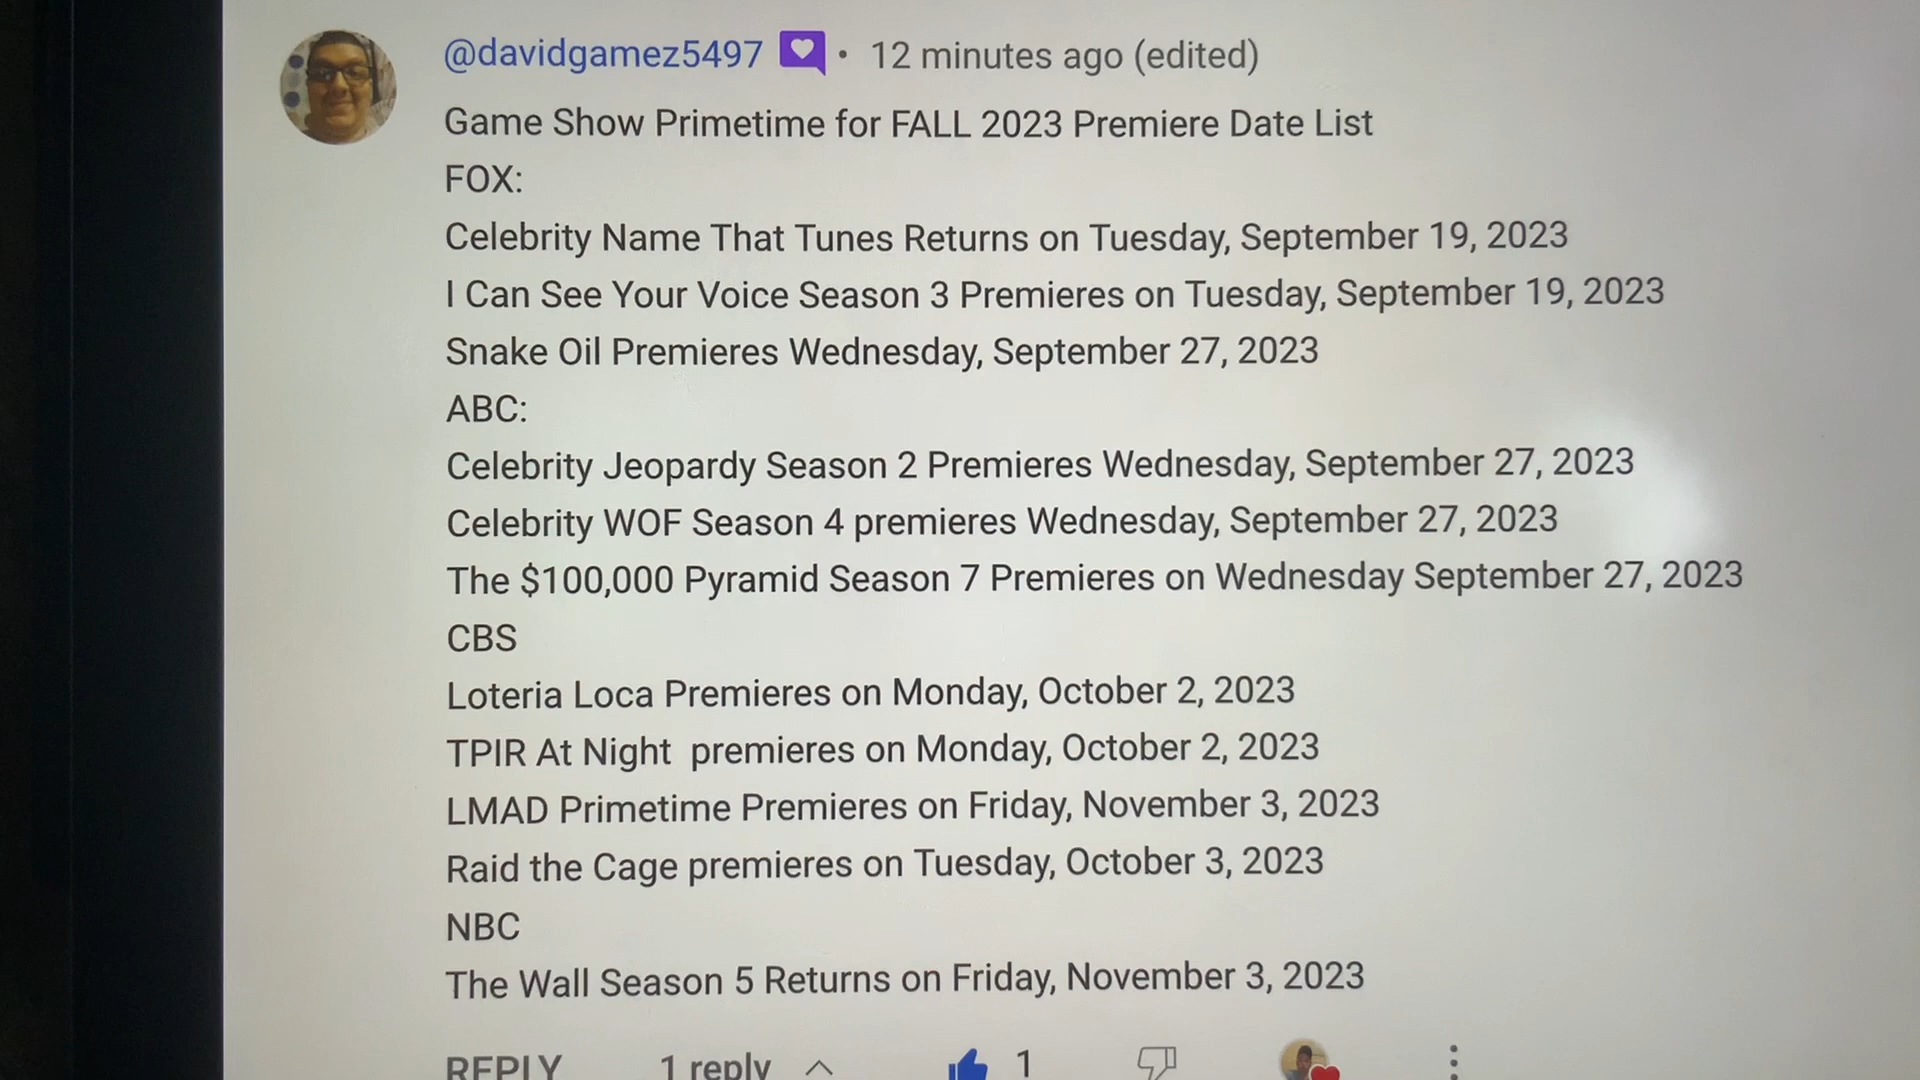 @davidgamez5497 • 12 minutes ago (edited)
Game Show Primetime for FALL 2023 Premiere Date List
FOX:
Celebrity Name That Tunes Returns on Tuesday, September 19, 2023
I Can See Your Voice Season 3 Premieres on Tuesday, September 19, 2023
Snake Oil Premieres Wednesday, September 27, 2023
ABC:
Celebrity Jeopardy Season 2 Premieres Wednesday, September 27, 2023
Celebrity WOF Season 4 premieres Wednesday, September 27, 2023
The $100,000 Pyramid Season 7 Premieres on Wednesday September 27, 2023
CBS
Loteria Loca Premieres on Monday, October 2, 2023
TPIR At Night  premieres on Monday, October 2, 2023
LMAD Primetime Premieres on Friday, November 3, 2023
Raid the Cage premieres on Tuesday, October 3, 2023
NBC
The Wall Season 5 Returns on Friday, November 3, 2023
REPLY 1 reply 1